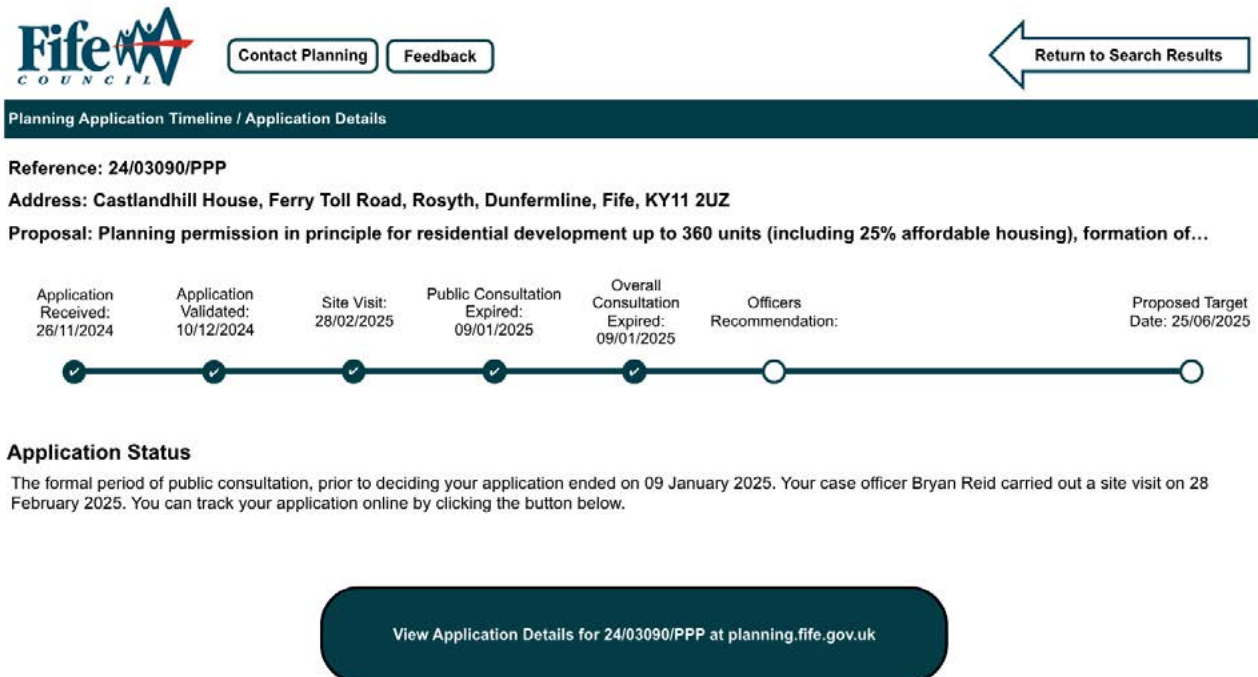 Fife
COUNCIL
Contact Planning
Feedback
Return to Search Results
Planning Application Timeline / Application Details
Reference: 24/03090/PPP
Address: Castlandhill House, Ferry Toll Road, Rosyth, Dunfermline, Fife, KY11 2UZ
Proposal: Planning permission in principle for residential development up to 360 units (including 25% affordable housing), formation of…
Application
Received:
26/11/2024
Application
Validated:
10/12/2024
Site Visit:
28/02/2025
Public Consultation
Expired:
09/01/2025
Overall
Consultation
Expired:
09/01/2025
Officers
Recommendation:
Proposed Target
Date: 25/06/2025
Application Status
The formal period of public consultation, prior to deciding your application ended on 09 January 2025. Your case officer Bryan Reid carried out a site visit on 28
February 2025. You can track your application online by clicking the button below.
View Application Details for 24/03090/PPP at planning.fife.gov.uk